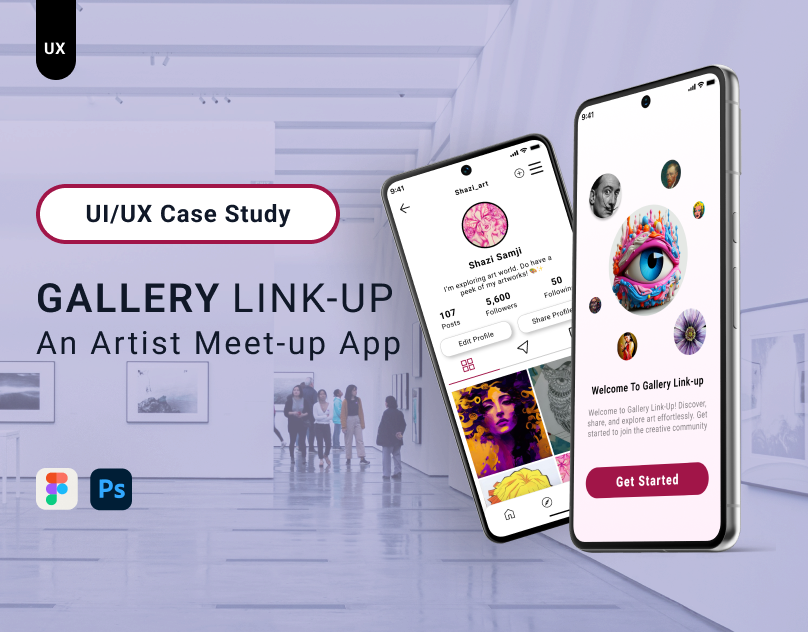 UX
UI/UX Case Study
GALLERY LINK-UP
An Artist Meet-up App
Ps
9:41
Shazi_art
Shazi Samji
I'm exploring art world. Do have a
peek of my artworks!
107
Posts
5,600
Followers
50
Followin
Edit Profile
Share Profile
9:41
Welcome To Gallery Link-up
Welcome to Gallery Link-Up! Discover,
share, and explore art effortlessly. Get
started to join the creative community
Get Started